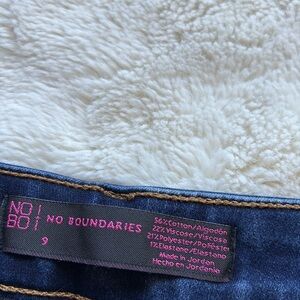 NO
BO
NO BOUNDARIES
9
56%Cotton/Algodón
22%Viscose/Viscosa
21%Polyester/Poliéster
1%Elastane/Elastano
Made in Jordan
Hecho en Jordania